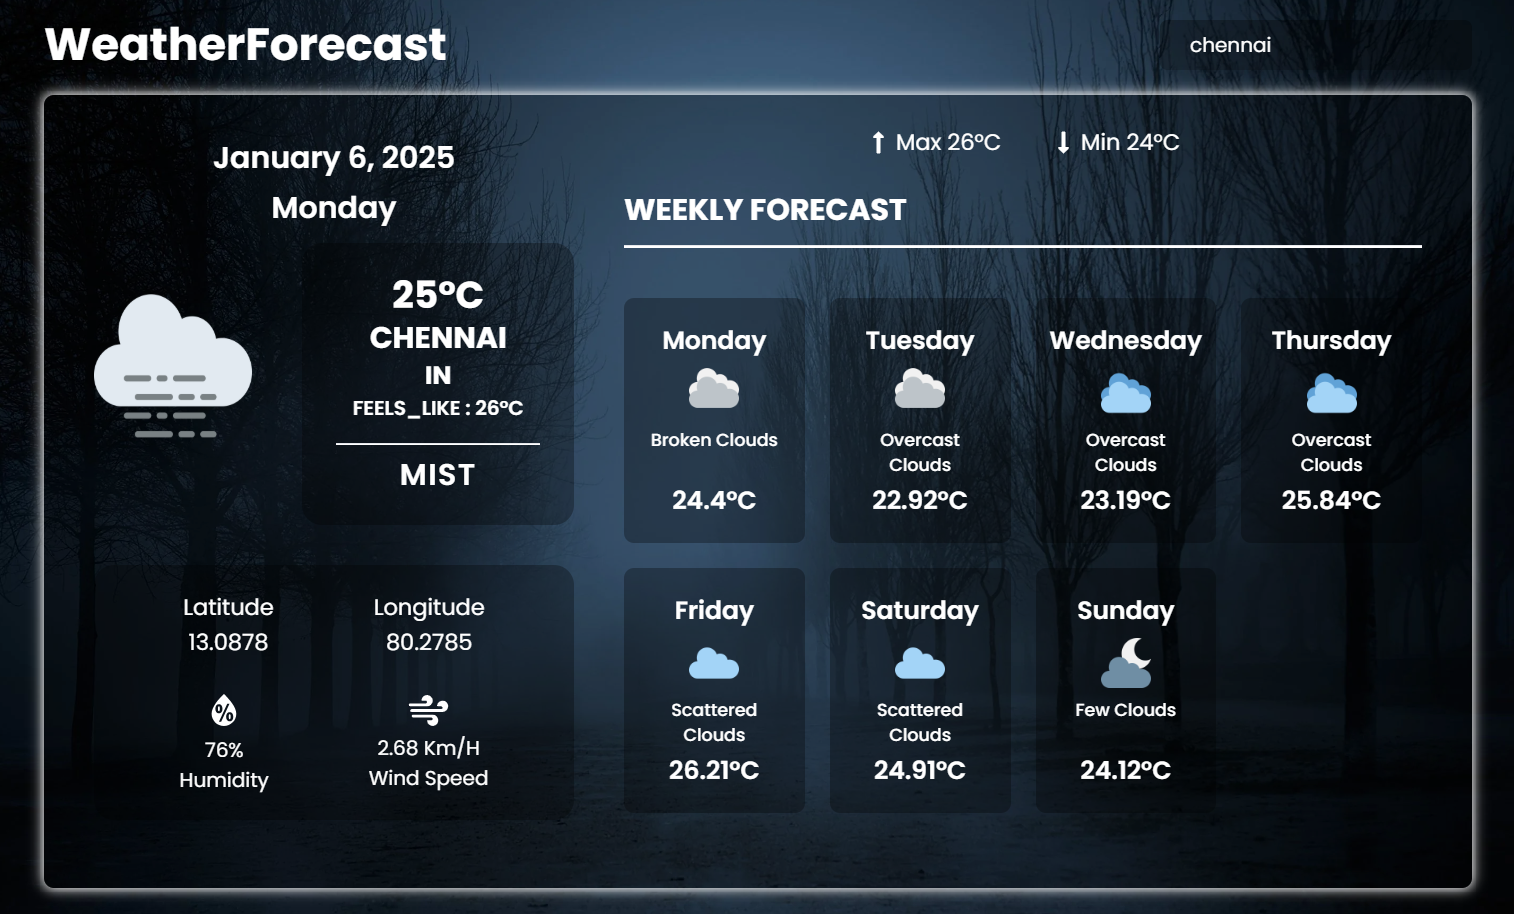 WeatherForecast
chennai
January 6, 2025
Monday
25°C
CHENNAI
IN
FEELS_LIKE : 26°C
MIST
Latitude
13.0878
Longitude
80.2785
%
76%
Humidity
2.68 Km/H
Wind Speed
Max 26°C
Min 24°C
WEEKLY FORECAST
Monday
Broken Clouds
24.4°C
Tuesday
Overcast
Clouds
22.92°C
Wednesday
Overcast
Clouds
23.19°C
Thursday
Overcast
Clouds
25.84°C
Friday
Scattered
Clouds
26.21°C
Saturday
Scattered
Clouds
24.91°C
Sunday
Few Clouds
24.12°C